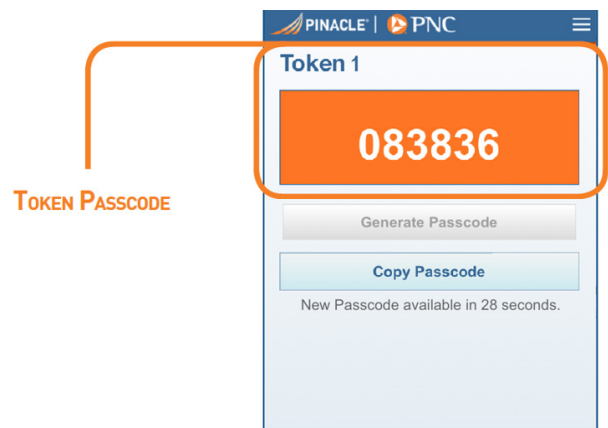 PINACLE® | PNC
Token 1
083836
TOKEN PASSCODE
Generate Passcode
Copy Passcode
New Passcode available in 28 seconds.